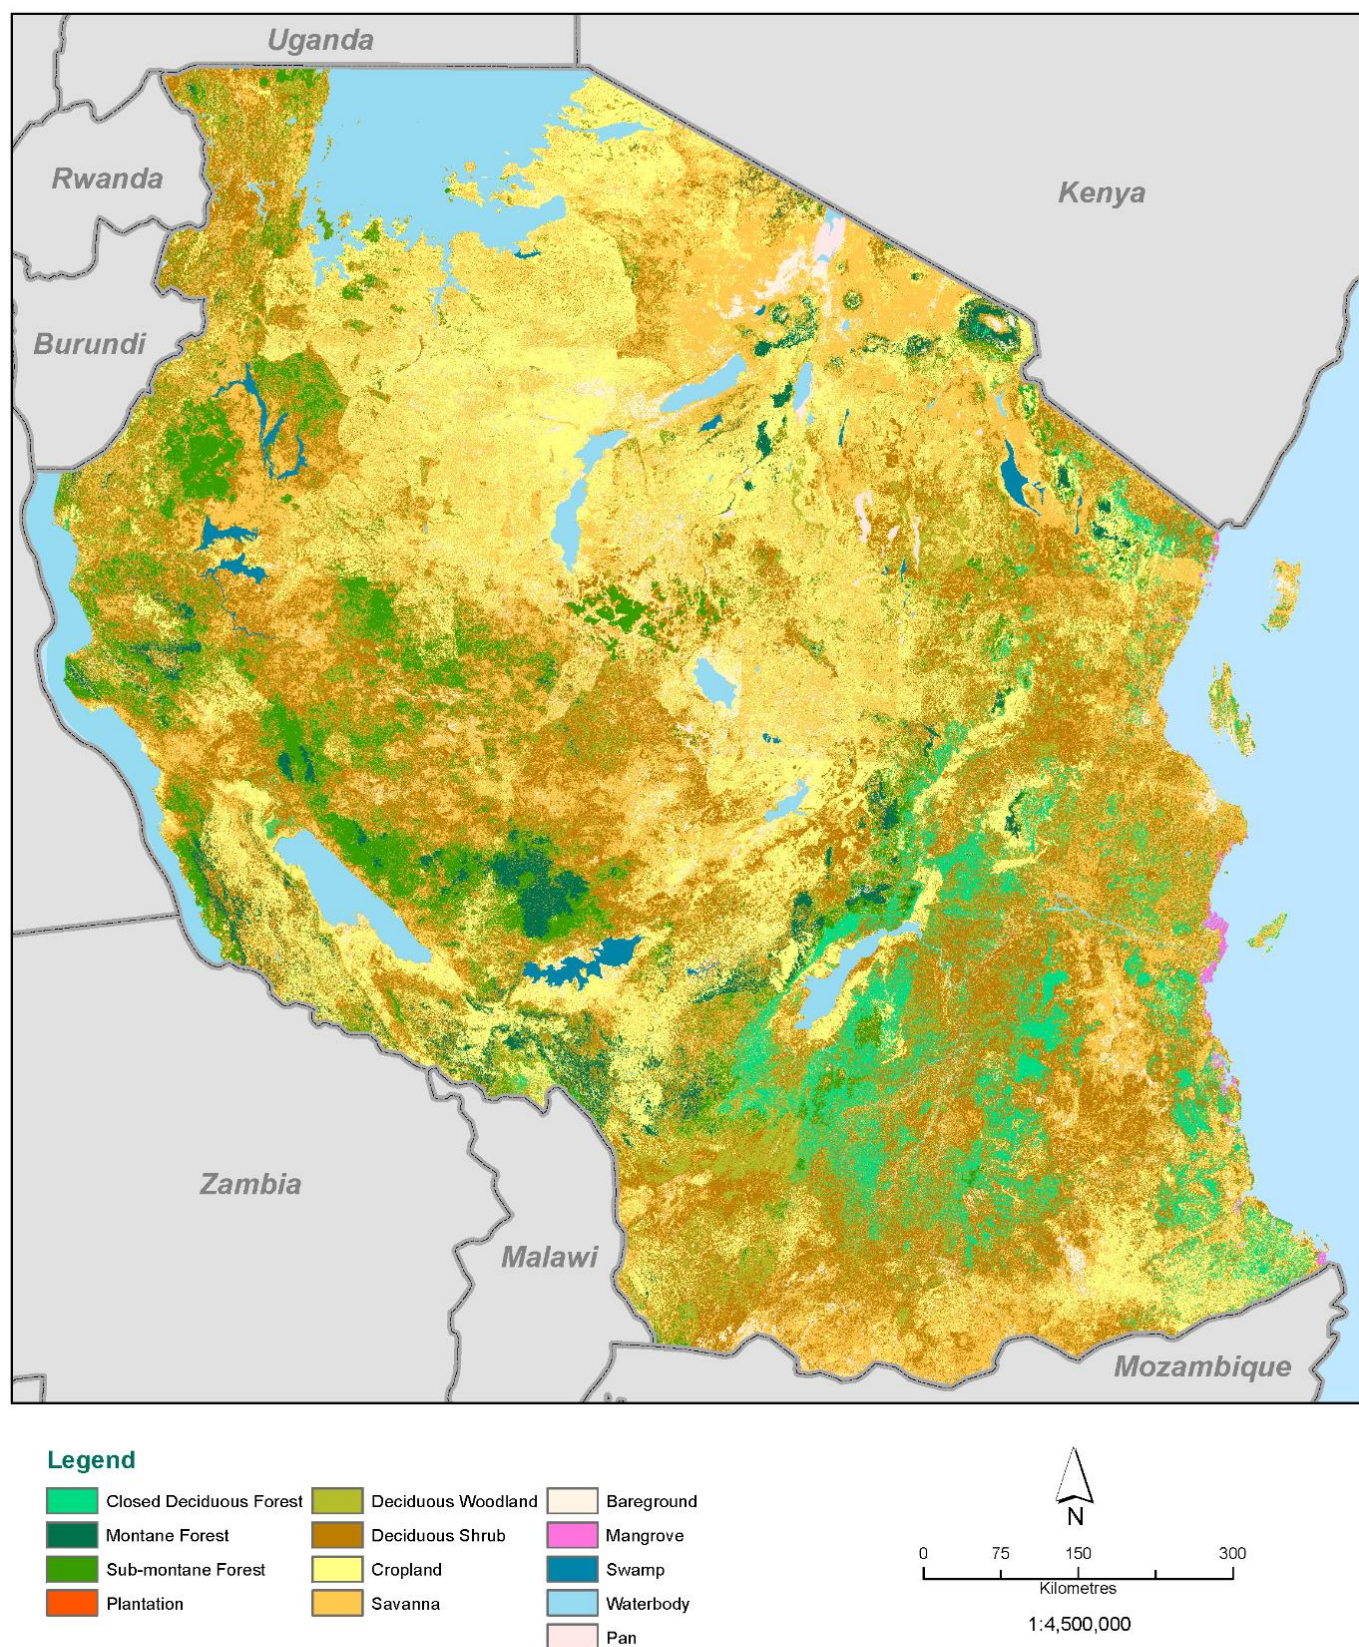 Uganda
Rwanda
Kenya
Burundi
Zambia
Malawi
Mozambique
Legend
Closed Deciduous Forest
Montane Forest
Sub-montane Forest
Plantation
Deciduous Woodland
Deciduous Shrub
Cropland
Savanna
Bareground
Mangrove
Swamp
Waterbody
Pan
N
0 75 150 300
Kilometres
1:4,500,000